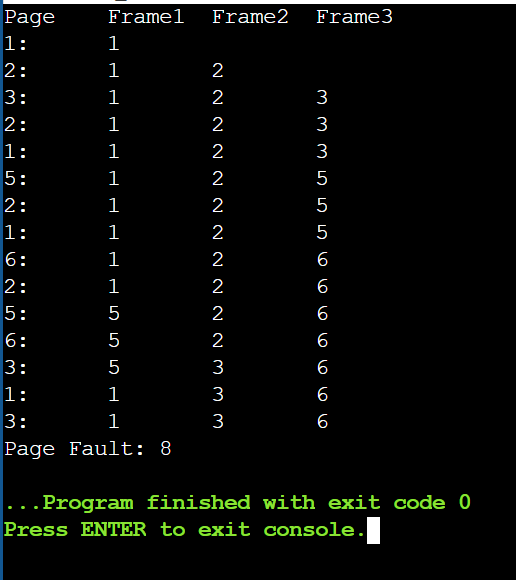 Page Frame1 Frame2 Frame3
1: 1
2: 1 2
3: 1 2 3
2: 1 2 3
1: 1 2 3
5: 1 2 5
2: 1 2 5
1: 1 2 5
6: 1 2 6
2: 1 2 6
5: 5 2 6
6: 5 2 6
3: 5 3 6
1: 1 3 6
3: 1 3 6
Page Fault: 8
...Program finished with exit code 0
Press ENTER to exit console.